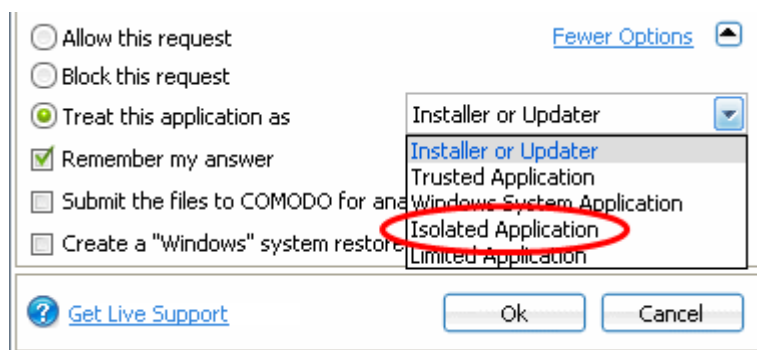 Allow this request
Fewer Options
Block this request
Treat this application as
Installer or Updater
Installer or Updater
Trusted Application
Remember my answer
Windows System Application
Submit the files to COMODO for ana
Isolated Application
Create a "Windows" system restore
Limited Application
Get Live Support
Ok
Cancel